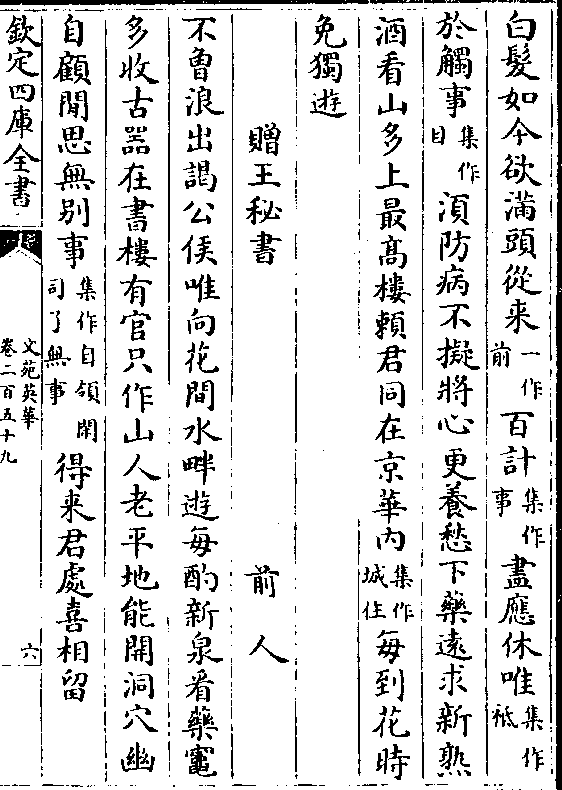 白髮如今欲滿頭從来一作前百計集作事盡應休唯集作祗
於觸事集作目湏防病不擬將心更養愁下藥遠求新熟
酒看山多上最高樓賴君同在京華内集作城住毎到花時
免獨遊
贈王秘書 前人
不曾浪出謁公侯唯向花間水畔遊毎酌新泉看藥竈
多收古器在書樓有官只作山人老平地能開洞穴幽
自顧閒思無别事集作自領閑司了無事得来君處喜相留
欽定四庫全書
文苑英華
卷二百五十九
六